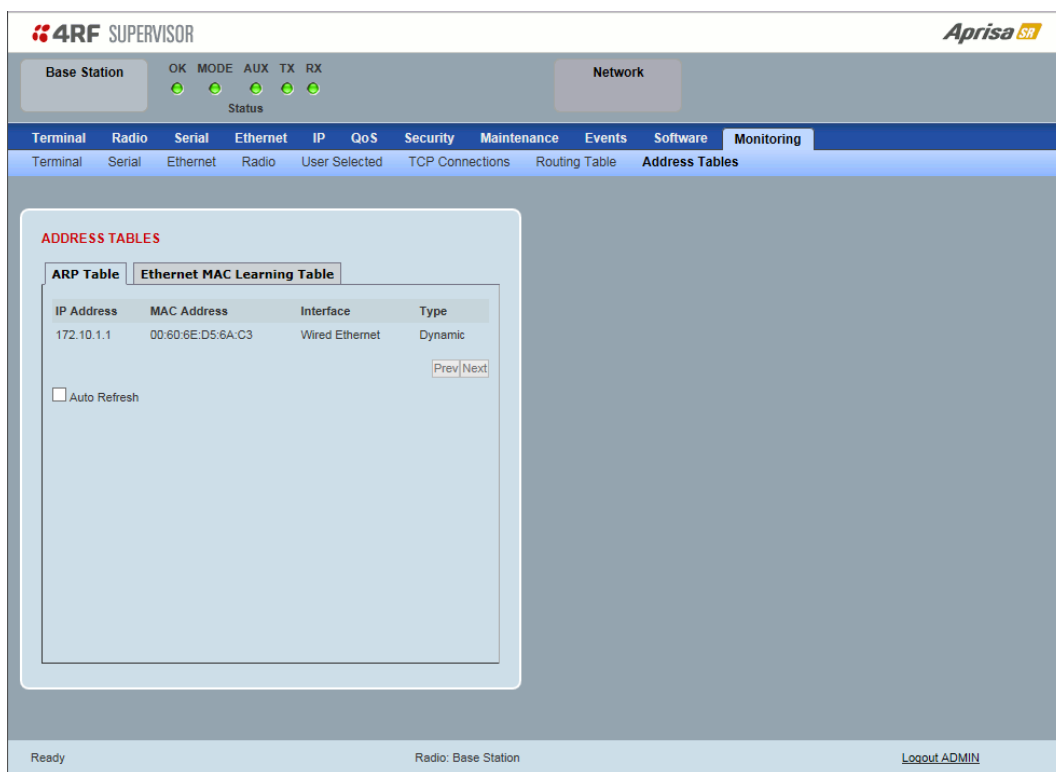 4RF SUPERVISOR
Aprisa SR
Base Station
OK MODE AUX TX RX
Status
Network
Terminal Radio Serial Ethernet IP QoS Security Maintenance Events Software Monitoring
Terminal Serial Ethernet Radio User Selected TCP Connections Routing Table Address Tables
ADDRESS TABLES
ARP Table Ethernet MAC Learning Table
IP Address MAC Address Interface Type
172.10.1.1 00:60:6E:D5:6A:C3 Wired Ethernet Dynamic
Prev Next
Auto Refresh
Ready Radio: Base Station Logout ADMIN